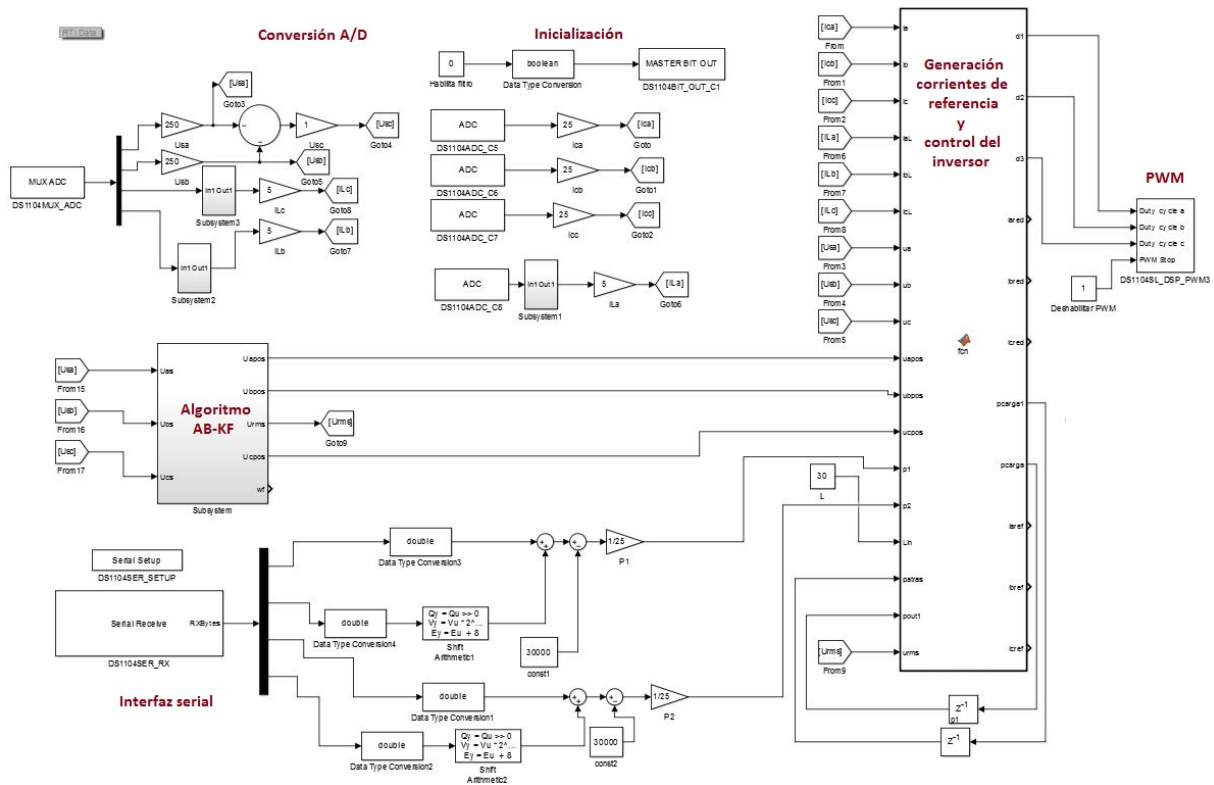 RTI Data
Conversión A/D
[Usa]
Goto3
250
Usa
1
Usc
[Usc]
Goto4
250
Usb
[Usb]
Goto5
MUX ADC
DS1104MUX_ADC
In1 Out1
Subsystem3
5
ILc
[ILc]
Goto8
5
ILb
[ILb]
Goto7
In1 Out1
Subsystem2
Inicialización
0
Habilita filtro
boolean
Data Type Conversion
MASTER BIT OUT
DS1104BIT_OUT_C1
ADC
DS1104ADC_C5
25
Ica
[Ica]
Goto
ADC
DS1104ADC_C6
25
Icb
[Icb]
Goto1
ADC
DS1104ADC_C7
25
Icc
[Icc]
Goto2
ADC
DS1104ADC_C8
In1 Out1
Subsystem1
5
ILa
[ILa]
Goto6
[Ica]
From
[Icb]
From1
[Icc]
From2
[ILa]
From6
[ILb]
From7
[ILc]
From8
[Usa]
From3
[Usb]
From4
[Usc]
From5
Generación
corrientes de
referencia
y
control del
inversor
fcn
ia
ib
ic
iaL
ibL
icL
ua
ub
uc
uapos
ubpos
ucpos
p1
p2
Lin
patras
pout1
urms
d1
d2
d3
iared
ibred
icred
pcarga1
pcarga
iaref
ibref
icref
PWM
Duty cycle a
Duty cycle b
Duty cycle c
PWM Stop
DS1104SL_DSP_PWM3
1
Deshabilitar PWM
[Usa]
From15
[Usb]
From16
[Usc]
From17
Uas
Ubs
Ucs
Algoritmo
AB-KF
Uapos
Ubpos
Urms
Ucpos
wf
Subsystem
[Urms]
Goto9
30
L
Serial Setup
DS1104SER_SETUP
Serial Receive
RXBytes
DS1104SER_RX
Interfaz serial
double
Data Type Conversion3
1/25
P1
double
Data Type Conversion4
Qy = Qu >> 0
Vy = Vu * 2^...
Ey = Eu + 8
Shift
Arithmetic1
30000
const1
double
Data Type Conversion1
1/25
P2
double
Data Type Conversion2
Qy = Qu >> 0
Vy = Vu * 2^...
Ey = Eu + 8
Shift
Arithmetic2
30000
const2
[Urms]
From9
Z-1
p1
Z-1